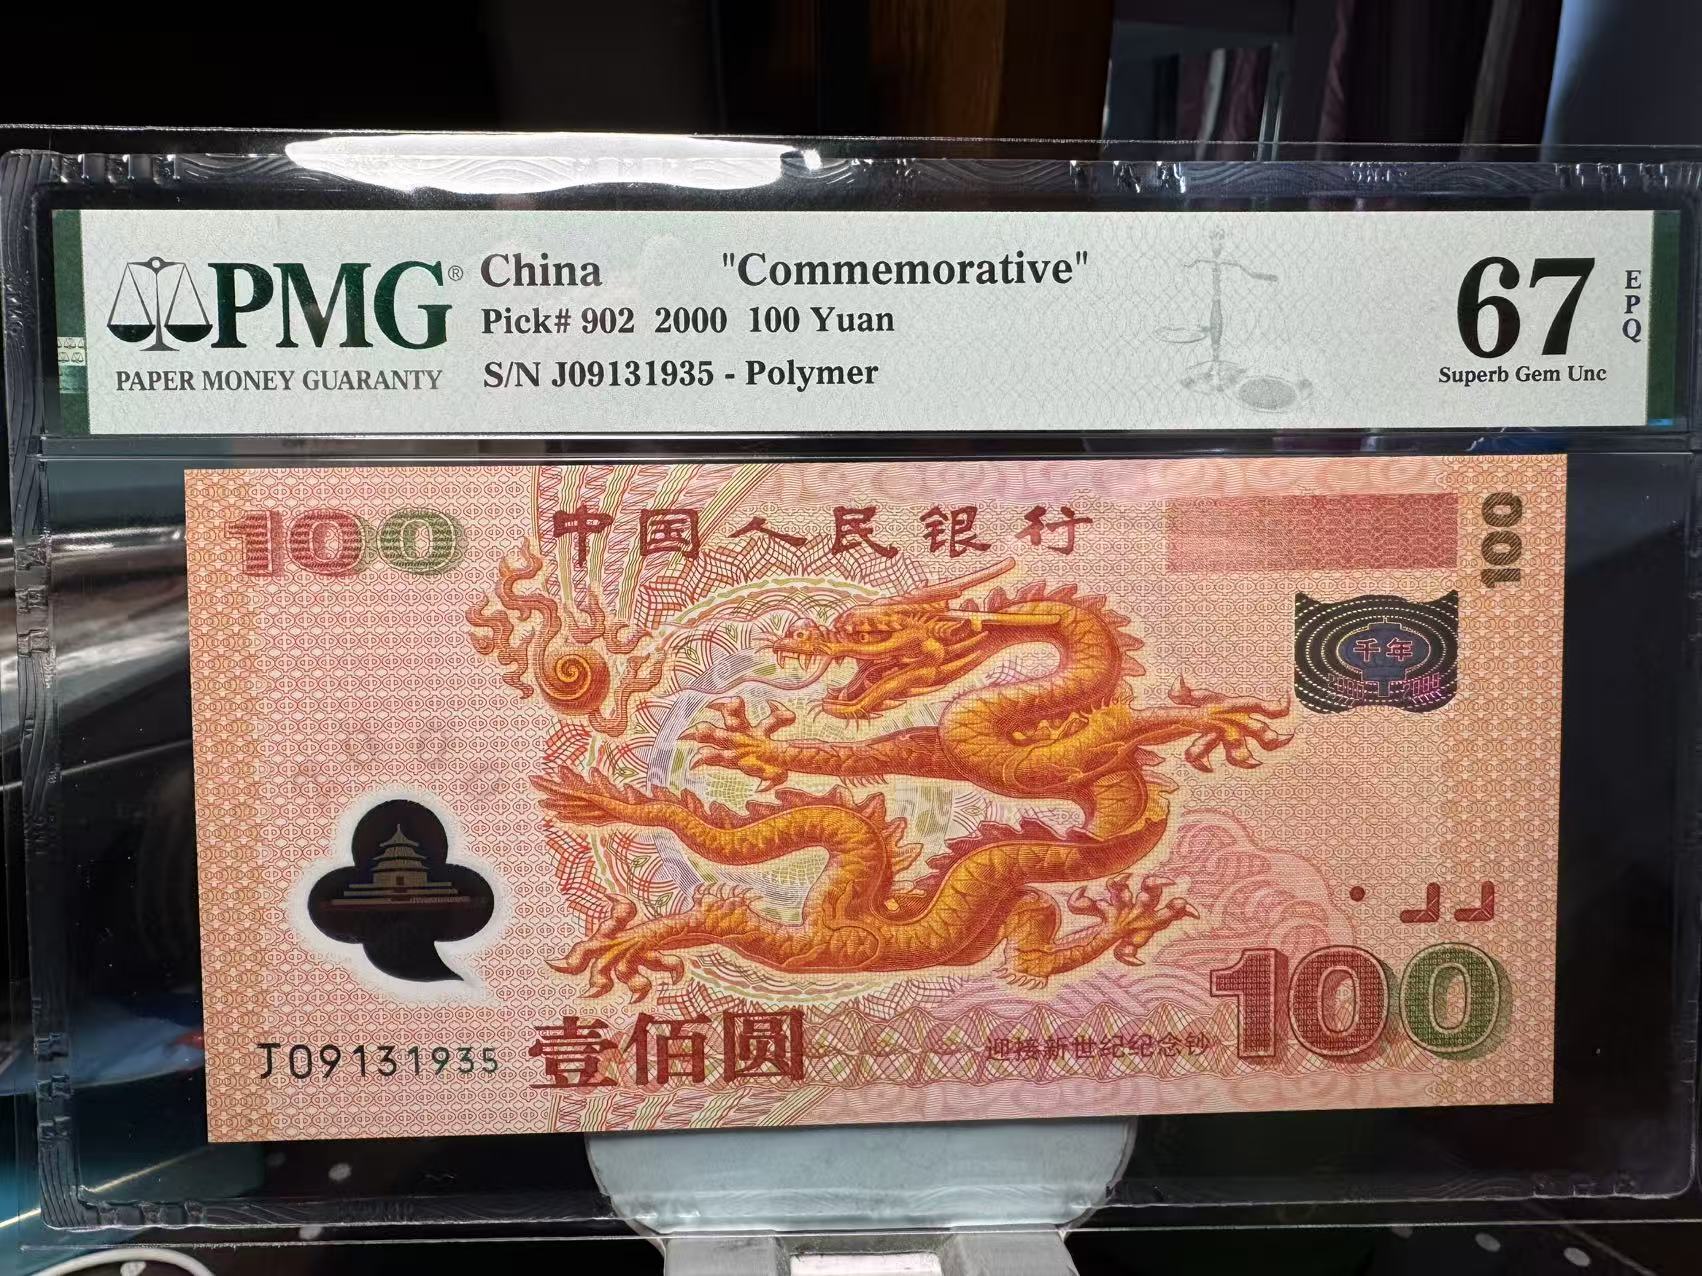 PMG®
PAPER MONEY GUARANTY
China "Commemorative"
Pick# 902 2000 100 Yuan
S/N J09131935 - Polymer
67
EPQ
Superb Gem Unc
100
中国人民银行
100
千年
100
J09131935
壹佰圆
迎接新世纪纪念钞